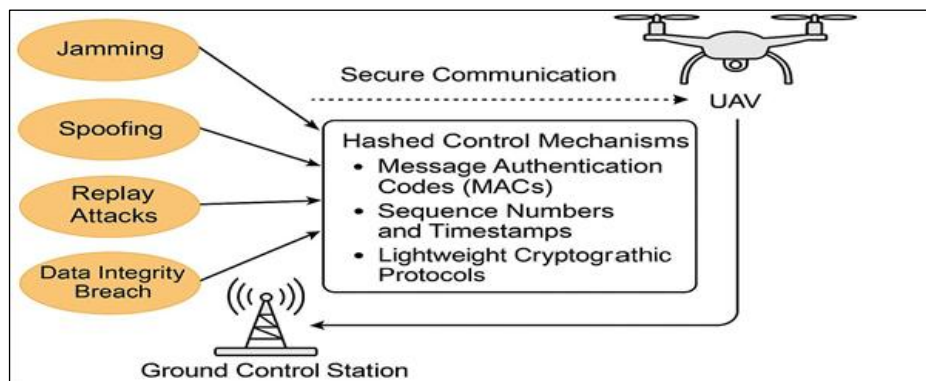 Jamming
Spoofing
Replay
Attacks
Data Integrity
Breach
Secure Communication
UAV
Hashed Control Mechanisms
• Message Authentication
Codes (MACs)
• Sequence Numbers
and Timestamps
• Lightweight Cryptograthic
Protocols
Ground Control Station